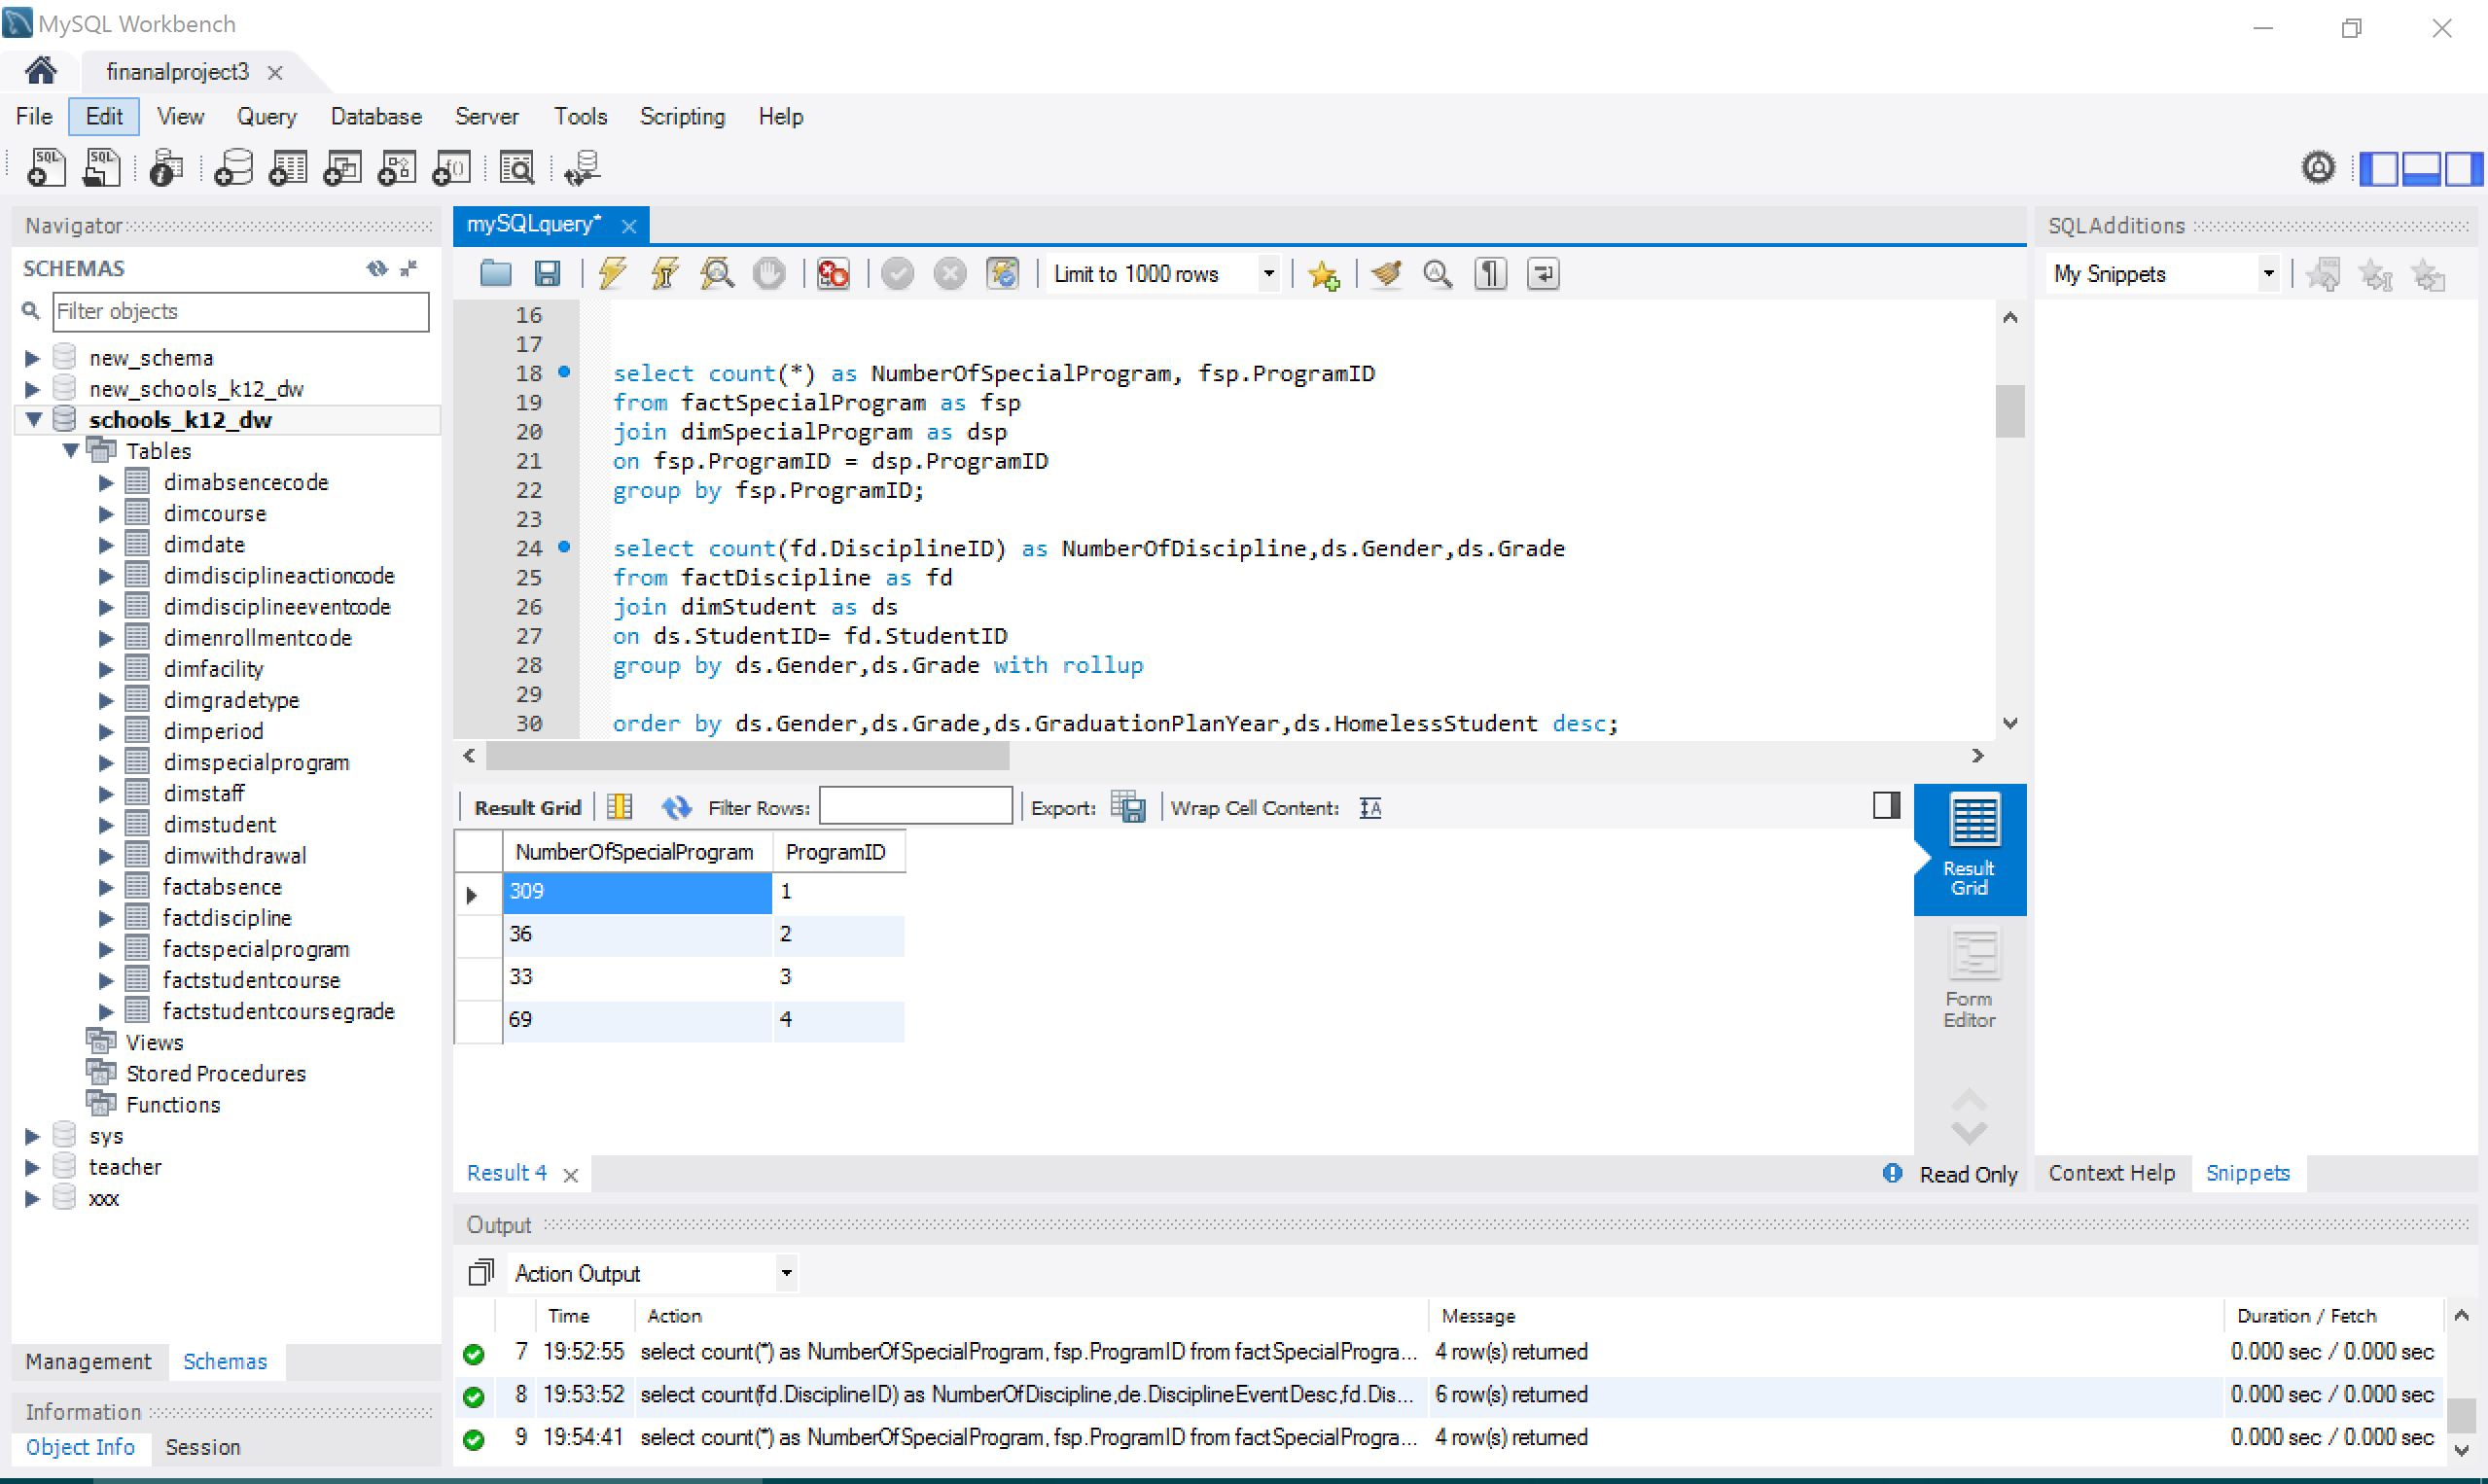 MySQL Workbench
finanalproject3
File Edit View Query Database Server Tools Scripting Help
Navigator
SCHEMAS
Filter objects
new_schema
new_schools_k12_dw
schools_k12_dw
Tables
dimabsencecode
dimcourse
dimdate
dimdisciplineactioncode
dimdisciplineeventcode
dimenrollmentcode
dimfacility
dimgradetype
dimperiod
dimspecialprogram
dimstaff
dimstudent
dimwithdrawal
factabsence
factdiscipline
factspecialprogram
factstudentcourse
factstudentcoursegrade
Views
Stored Procedures
Functions
sys
teacher
xxx
Management Schemas
Information
Object Info Session
mySQLquery*
Limit to 1000 rows
16
17
18 select count(*) as NumberOfSpecialProgram, fsp.ProgramID
19 from factSpecialProgram as fsp
20 join dimSpecialProgram as dsp
21 on fsp.ProgramID = dsp.ProgramID
22 group by fsp.ProgramID;
23
24 select count(fd.DisciplineID) as NumberOfDiscipline,ds.Gender,ds.Grade
25 from factDiscipline as fd
26 join dimStudent as ds
27 on ds.StudentID= fd.StudentID
28 group by ds.Gender,ds.Grade with rollup
29
30 order by ds.Gender,ds.Grade,ds.GraduationPlanYear,ds.HomelessStudent desc;
Result Grid Filter Rows: Export: Wrap Cell Content:
NumberOfSpecialProgram ProgramID
309 1
36 2
33 3
69 4
Result Grid
Form Editor
Result 4
Read Only
SQLAdditions
My Snippets
Context Help Snippets
Output
Action Output
Time Action Message Duration / Fetch
7 19:52:55 select count(*) as NumberOfSpecialProgram, fsp.ProgramID from factSpecialProgra... 4 row(s) returned 0.000 sec / 0.000 sec
8 19:53:52 select count(fd.DisciplineID) as NumberOfDiscipline,de.DisciplineEventDesc,fd.Dis... 6 row(s) returned 0.000 sec / 0.000 sec
9 19:54:41 select count(*) as NumberOfSpecialProgram, fsp.ProgramID from factSpecialProgra... 4 row(s) returned 0.000 sec / 0.000 sec